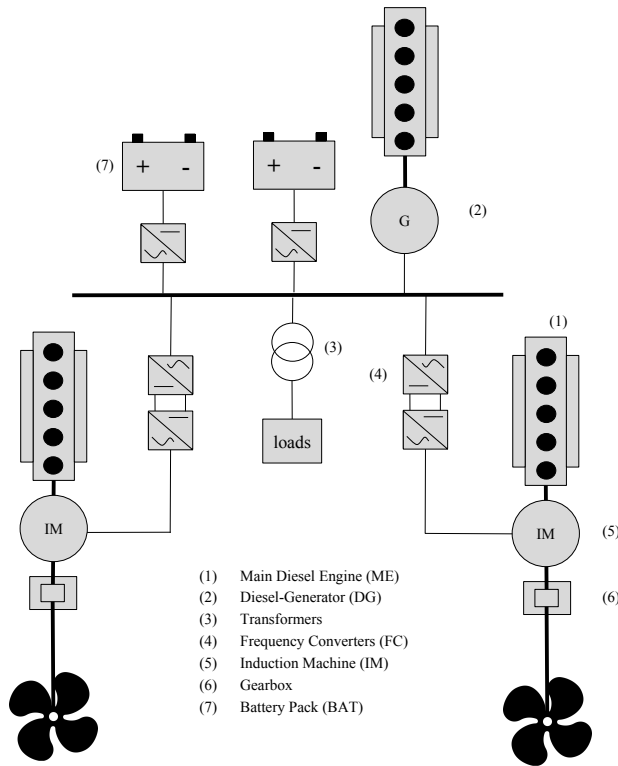 (7)
+ -
+ -
G
(2)
(1)
(3)
(4)
loads
IM
IM
(5)
(6)
(1) Main Diesel Engine (ME)
(2) Diesel-Generator (DG)
(3) Transformers
(4) Frequency Converters (FC)
(5) Induction Machine (IM)
(6) Gearbox
(7) Battery Pack (BAT)